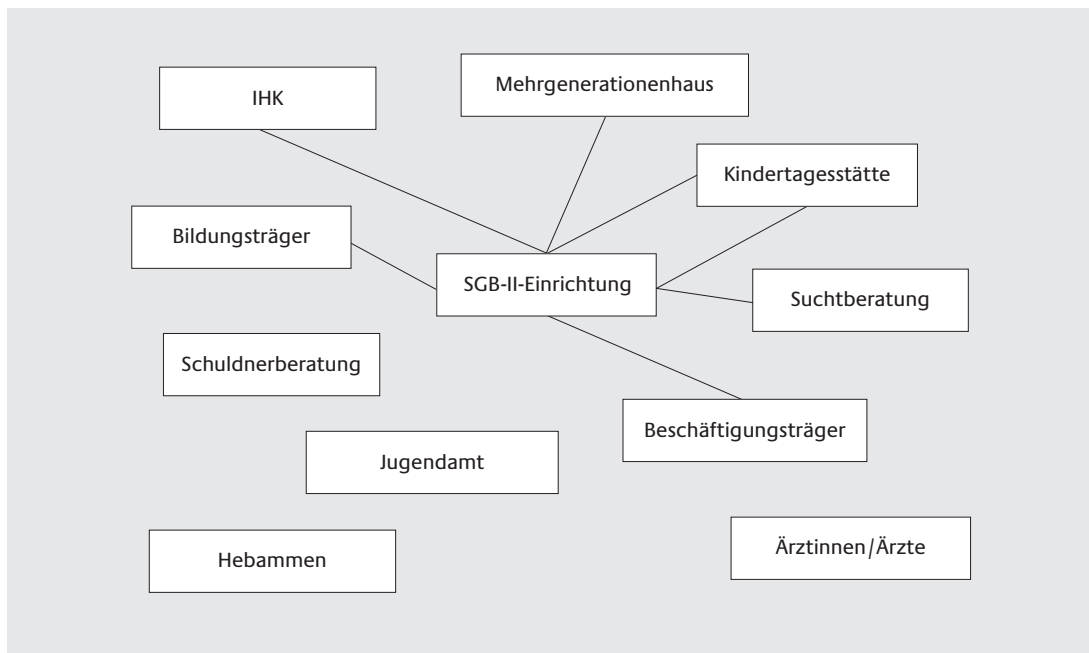 IHK
Mehrgenerationenhaus
Kindertagesstätte
Bildungsträger
SGB-II-Einrichtung
Suchtberatung
Schuldnerberatung
Beschäftigungsträger
Jugendamt
Hebammen
Ärztinnen/Ärzte